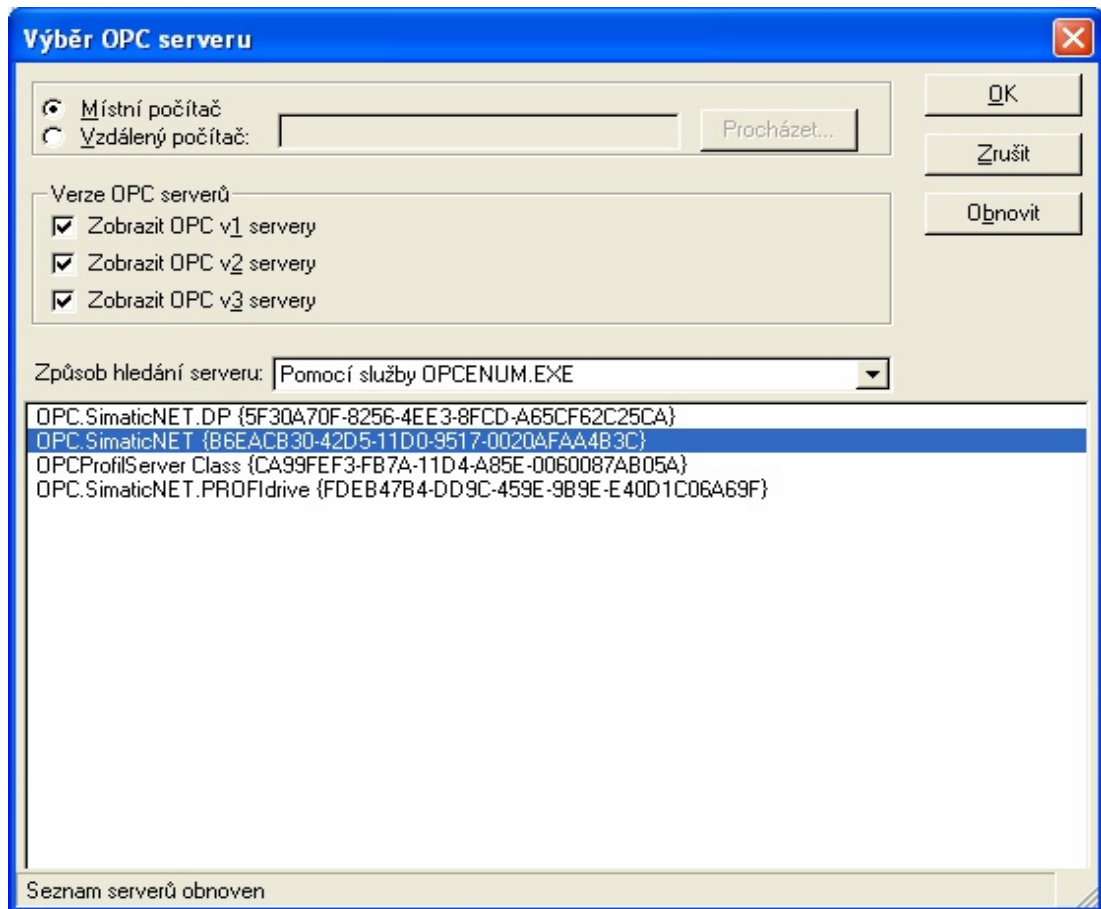 Výběr OPC serveru
Místní počítač
Vzdálený počítač:
Procházet...
OK
Zrušit
Obnovit
Verze OPC serverů
Zobrazit OPC v1 servery
Zobrazit OPC v2 servery
Zobrazit OPC v3 servery
Způsob hledání serveru: Pomocí služby OPCENUM.EXE
OPC.SimaticNET.DP {5F30A70F-8256-4EE3-8FCD-A65CF62C25CA}
OPC.SimaticNET {B6EACB30-42D5-11D0-9517-0020AFAA4B3C}
OPCProfilServer Class {CA99FEF3-FB7A-11D4-A85E-0060087AB05A}
OPC.SimaticNET.PROFIdrive {FDEB47B4-DD9C-459E-9B9E-E40D1C06A69F}
Seznam serverů obnoven